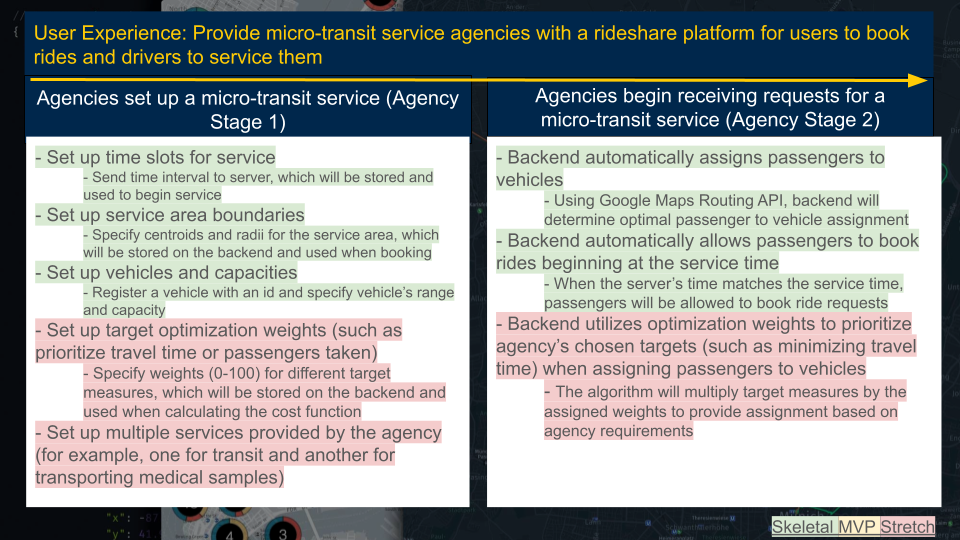 User Experience: Provide micro-transit service agencies with a rideshare platform for users to book
rides and drivers to service them
Agencies set up a micro-transit service (Agency
Stage 1)
- Set up time slots for service
- Send time interval to server, which will be stored and
used to begin service
- Set up service area boundaries
- Specify centroids and radii for the service area, which
will be stored on the backend and used when booking
- Set up vehicles and capacities
- Register a vehicle with an id and specify vehicle’s range
and capacity
- Set up target optimization weights (such as
prioritize travel time or passengers taken)
- Specify weights (0-100) for different target
measures, which will be stored on the backend and
used when calculating the cost function
- Set up multiple services provided by the agency
(for example, one for transit and another for
transporting medical samples)
Agencies begin receiving requests for a
micro-transit service (Agency Stage 2)
- Backend automatically assigns passengers to
vehicles
- Using Google Maps Routing API, backend will
determine optimal passenger to vehicle assignment
- Backend automatically allows passengers to book
rides beginning at the service time
- When the server’s time matches the service time,
passengers will be allowed to book ride requests
- Backend utilizes optimization weights to prioritize
agency’s chosen targets (such as minimizing travel
time) when assigning passengers to vehicles
- The algorithm will multiply target measures by the
assigned weights to provide assignment based on
agency requirements
Skeletal MVP Stretch